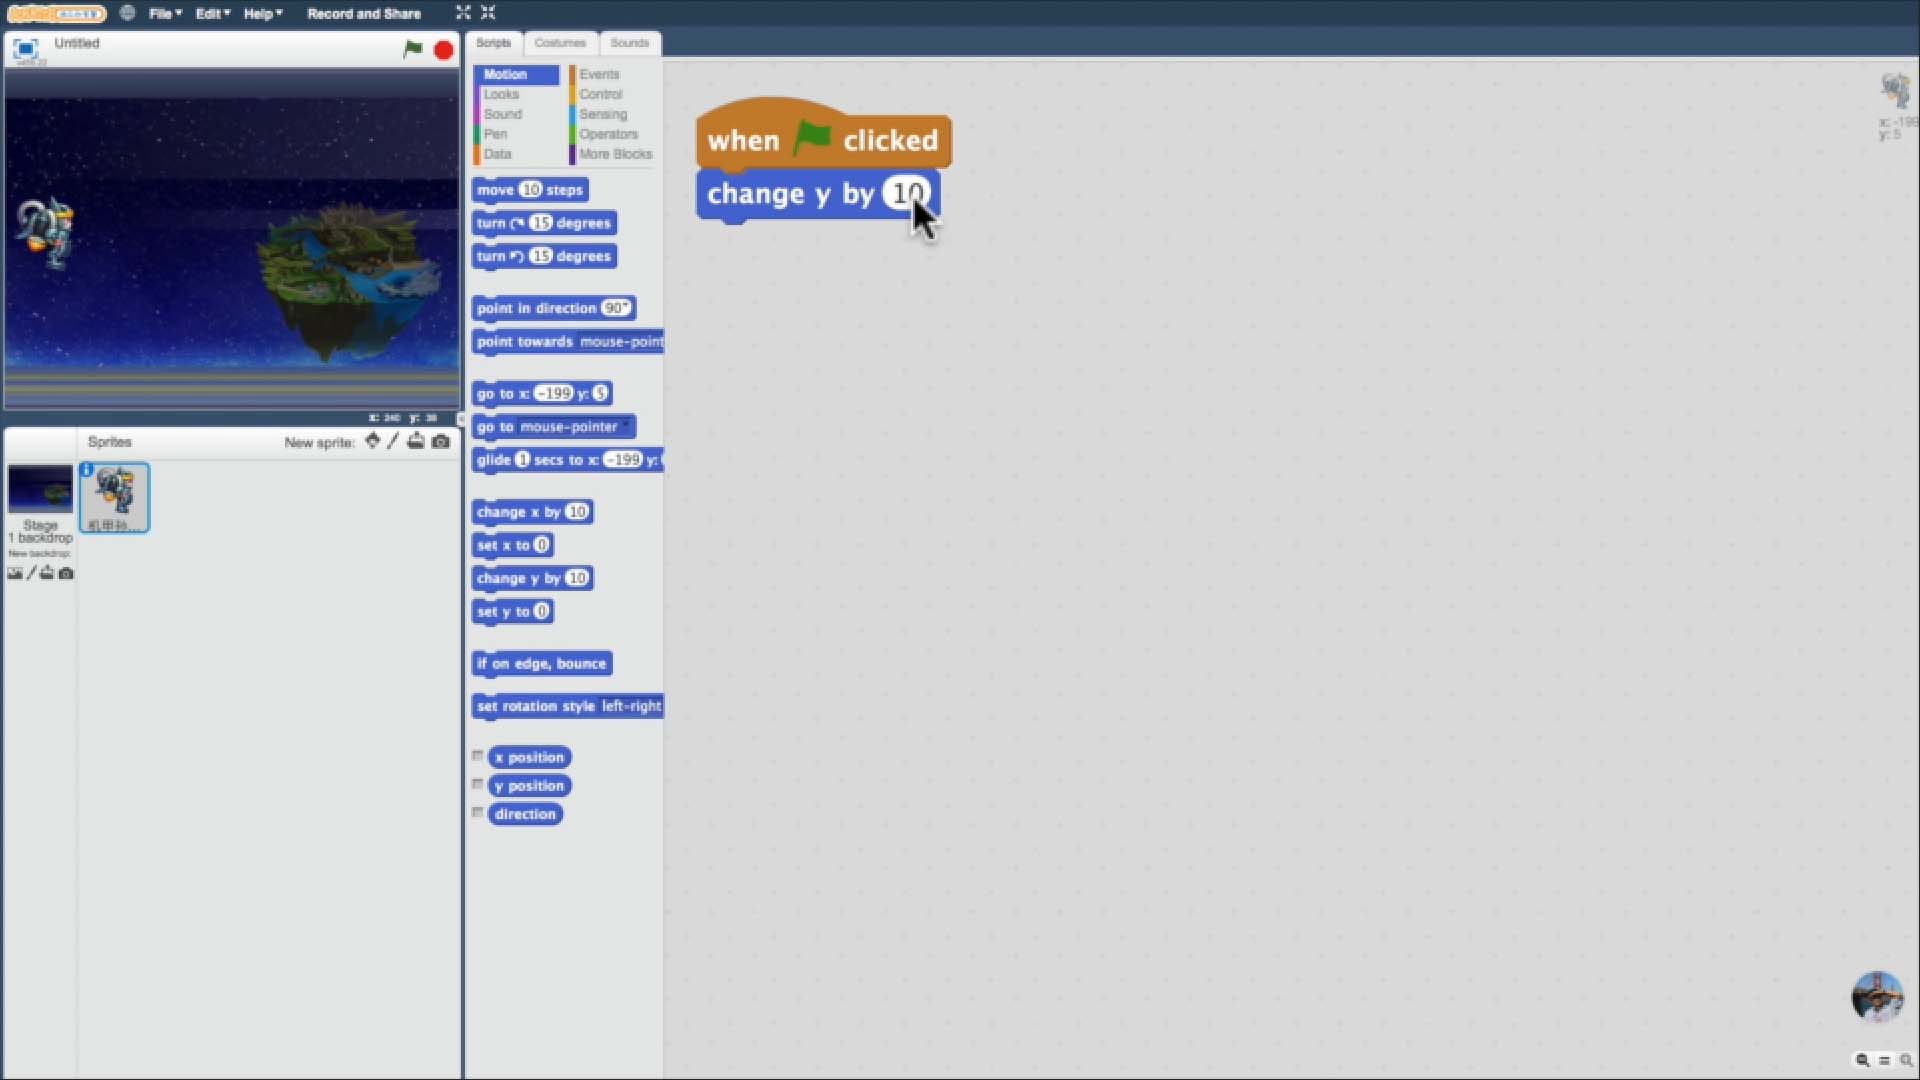 File Edit Help Record and Share
Untitled
x: 240 y: 38
Sprites New sprite:
Stage
1 backdrop
New backdrop:
Scripts Costumes Sounds
Motion Events
Looks Control
Sound Sensing
Pen Operators
Data More Blocks
move 10 steps
turn 15 degrees
turn 15 degrees
point in direction 90
point towards mouse-point
go to x: -199 y: 5
go to mouse-pointer
glide 1 secs to x: -199 y:
change x by 10
set x to 0
change y by 10
set y to 0
if on edge, bounce
set rotation style left-right
x position
y position
direction
when clicked
change y by 10
x: -199
y: 5